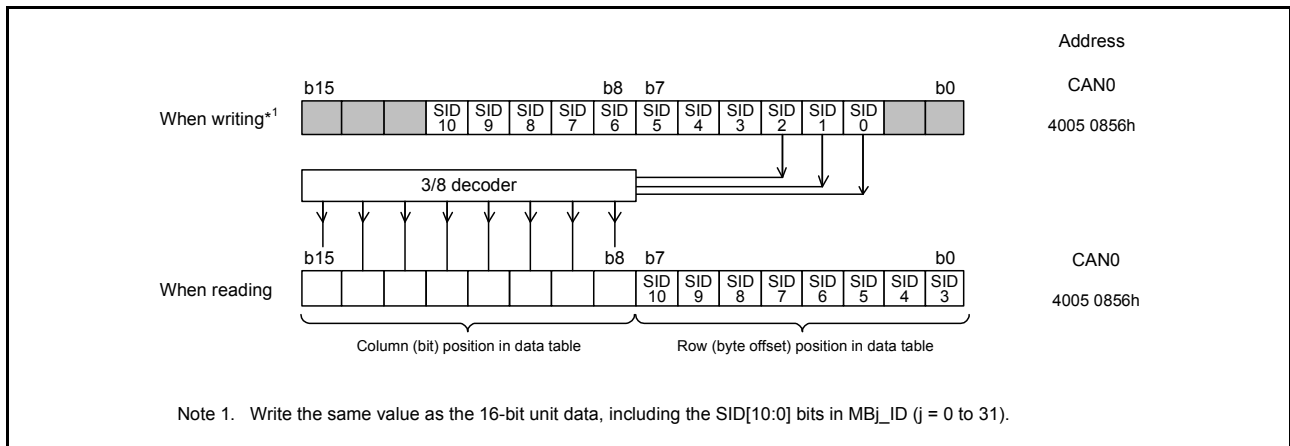 Address
b15 b8 b7 b0 CAN0
When writing*1 SID 10 SID 9 SID 8 SID 7 SID 6 SID 5 SID 4 SID 3 SID 2 SID 1 SID 0 4005 0856h
3/8 decoder
b15 b8 b7 b0 CAN0
When reading SID 10 SID 9 SID 8 SID 7 SID 6 SID 5 SID 4 SID 3 4005 0856h
Column (bit) position in data table Row (byte offset) position in data table
Note 1. Write the same value as the 16-bit unit data, including the SID[10:0] bits in MBj_ID (j = 0 to 31).